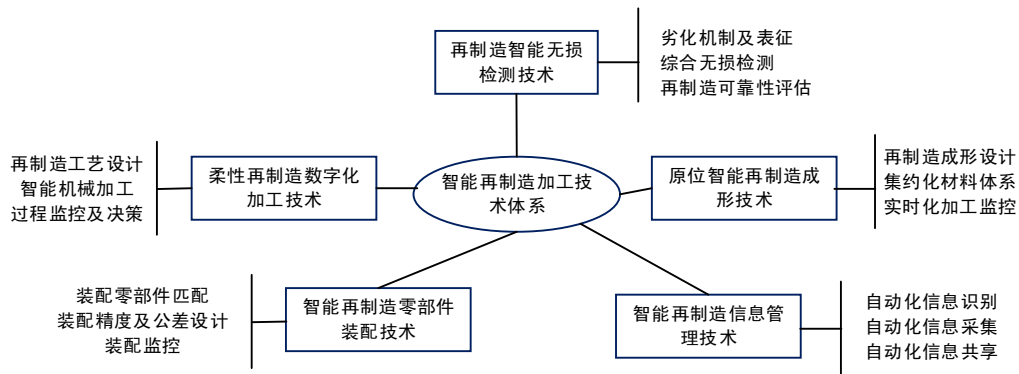 再制造智能无损
检测技术
劣化机制及表征
综合无损检测
再制造可靠性评估
再制造工艺设计
智能机械加工
过程监控及决策
柔性再制造数字化
加工技术
智能再制造加工技
术体系
原位智能再制造成
形技术
再制造成形设计
集约化材料体系
实时化加工监控
装配零部件匹配
装配精度及公差设计
装配监控
智能再制造零部件
装配技术
智能再制造信息管
理技术
自动化信息识别
自动化信息采集
自动化信息共享